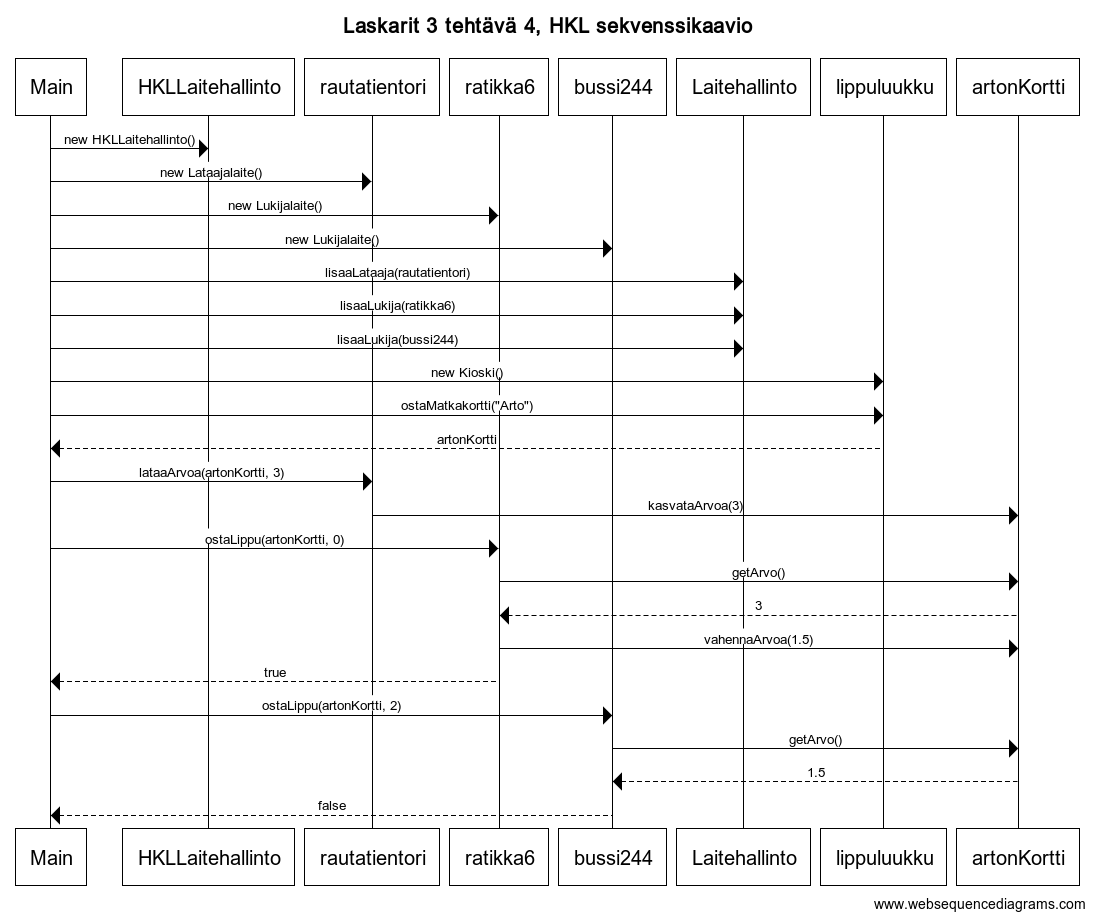 Laskarit 3 tehtävä 4, HKL sekvenssikaavio
Main HKLLaitehallinto rautatientori ratikka6 bussi244 Laitehallinto lippuluukku artonKortti
new HKLLaitehallinto()
new Lataajalaite()
new Lukijalaite()
new Lukijalaite()
lisaaLataaja(rautatientori)
lisaaLukija(ratikka6)
lisaaLukija(bussi244)
new Kioski()
ostaMatkakortti("Arto")
artonKortti
lataaArvoa(artonKortti, 3)
kasvataArvoa(3)
ostaLippu(artonKortti, 0)
getArvo()
3
vahennaArvoa(1.5)
true
ostaLippu(artonKortti, 2)
getArvo()
1.5
false
Main HKLLaitehallinto rautatientori ratikka6 bussi244 Laitehallinto lippuluukku artonKortti
www.websequencediagrams.com